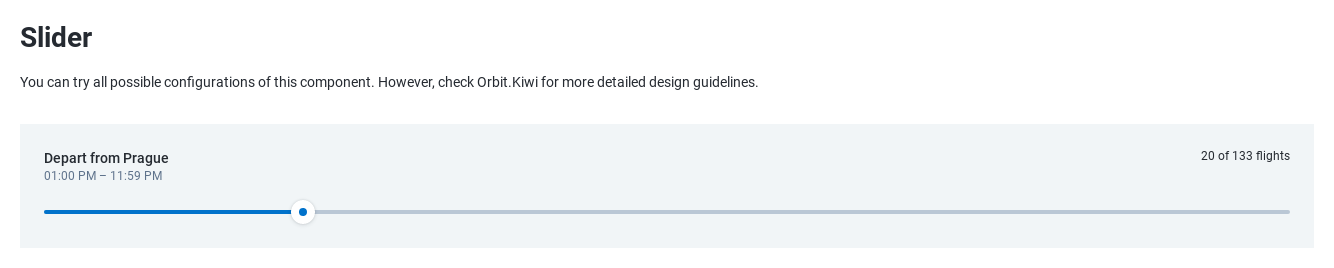 Slider
You can try all possible configurations of this component. However, check Orbit.Kiwi for more detailed design guidelines.
Depart from Prague
20 of 133 flights
01:00 PM – 11:59 PM